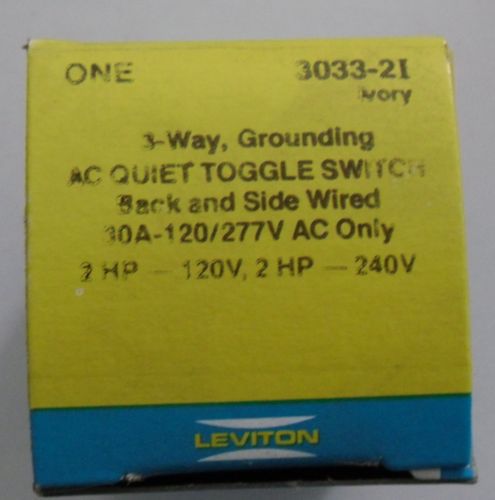 ONE 3033-2I
Ivory
3-Way, Grounding
AC QUIET TOGGLE SWITCH
Back and Side Wired
30A-120/277V AC Only
2 HP — 120V, 2 HP — 240V
LEVITON